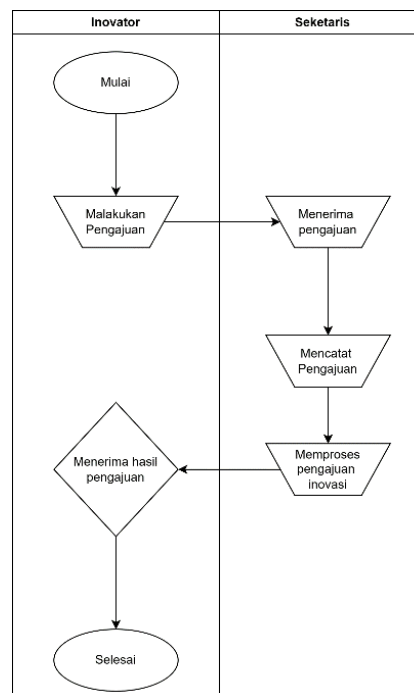 Inovator
Seketaris
Mulai
Malakukan
Pengajuan
Menerima
pengajuan
Mencatat
Pengajuan
Memproses
pengajuan
inovasi
Menerima hasil
pengajuan
Selesai